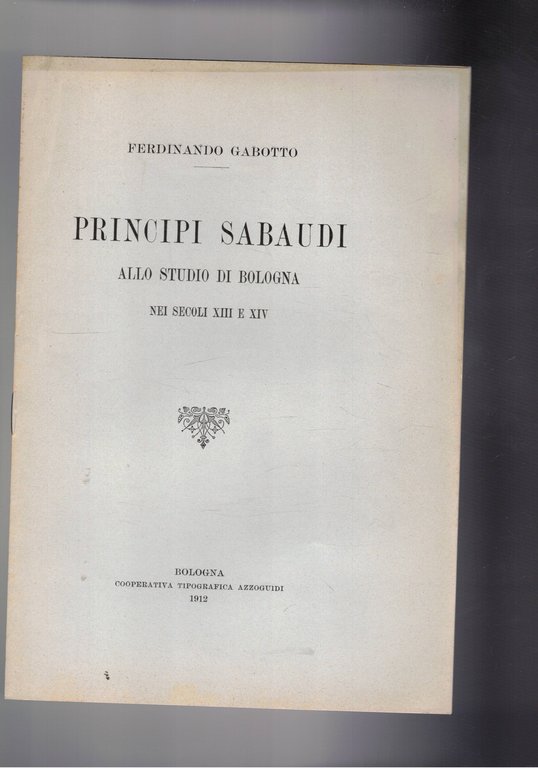 FERDINANDO GABOTTO
PRINCIPI SABAUDI
ALLO STUDIO DI BOLOGNA
NEI SECOLI XIII E XIV
BOLOGNA
COOPERATIVA TIPOGRAFICA AZZOGUIDI
1912